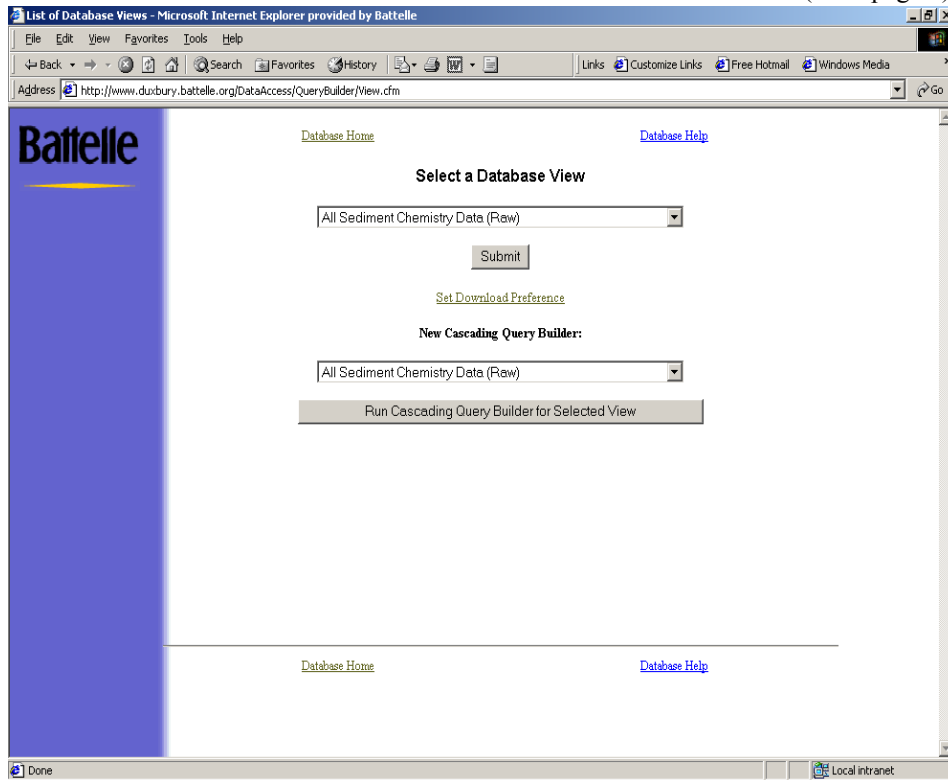 List of Database Views - Microsoft Internet Explorer provided by Battelle
File Edit View Favorites Tools Help
Back Search Favorites History Links Customize Links Free Hotmail Windows Media
Address http://www.duxbury.battelle.org/DataAccess/QueryBuilder/View.cfm Go
Battelle
Database Home Database Help
Select a Database View
All Sediment Chemistry Data (Raw)
Submit
Set Download Preference
New Cascading Query Builder:
All Sediment Chemistry Data (Raw)
Run Cascading Query Builder for Selected View
Database Home Database Help
Done Local intranet